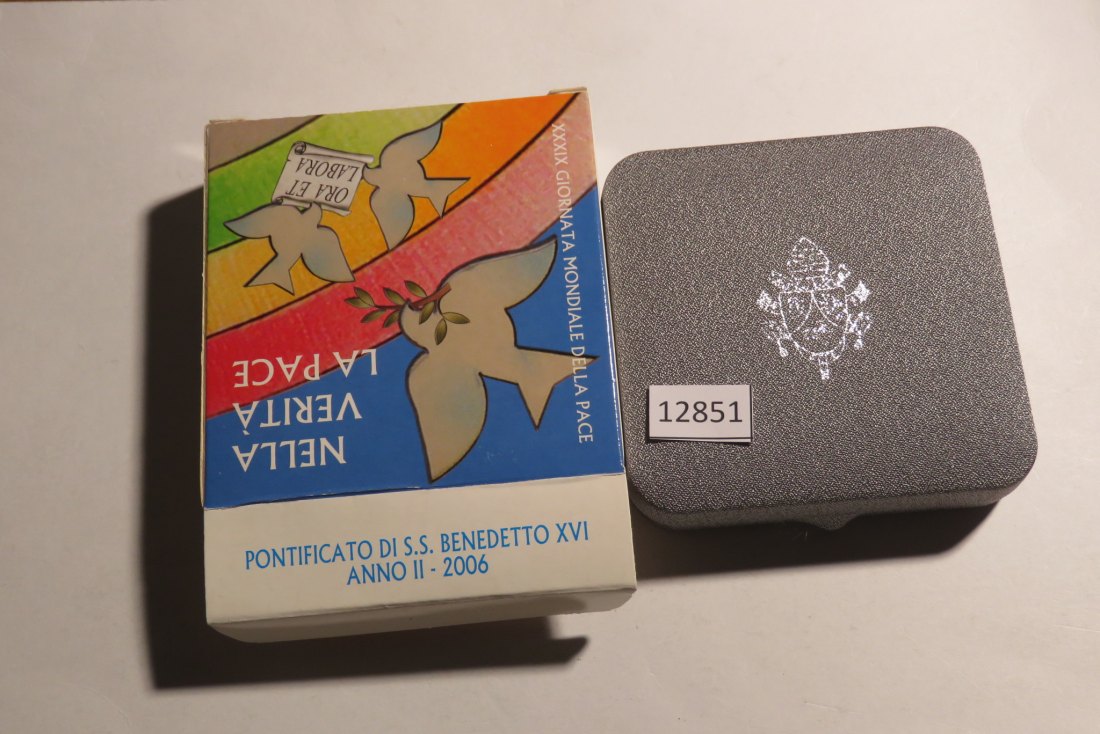 XXXIX GIORNATA MONDIALE DELLA PACE
ORA ET
LABORA
NELLA
VERITÀ
LA PACE
PONTIFICATO DI S.S. BENEDETTO XVI
ANNO II - 2006
12851